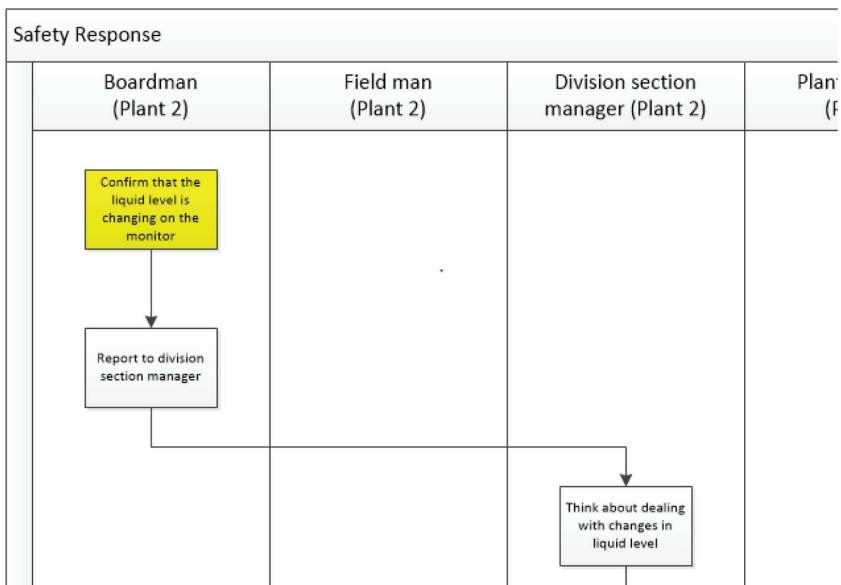 Safety Response
Boardman
(Plant 2)
Field man
(Plant 2)
Division section
manager (Plant 2)
Confirm that the
liquid level is
changing on the
monitor
Report to division
section manager
Think about dealing
with changes in
liquid level